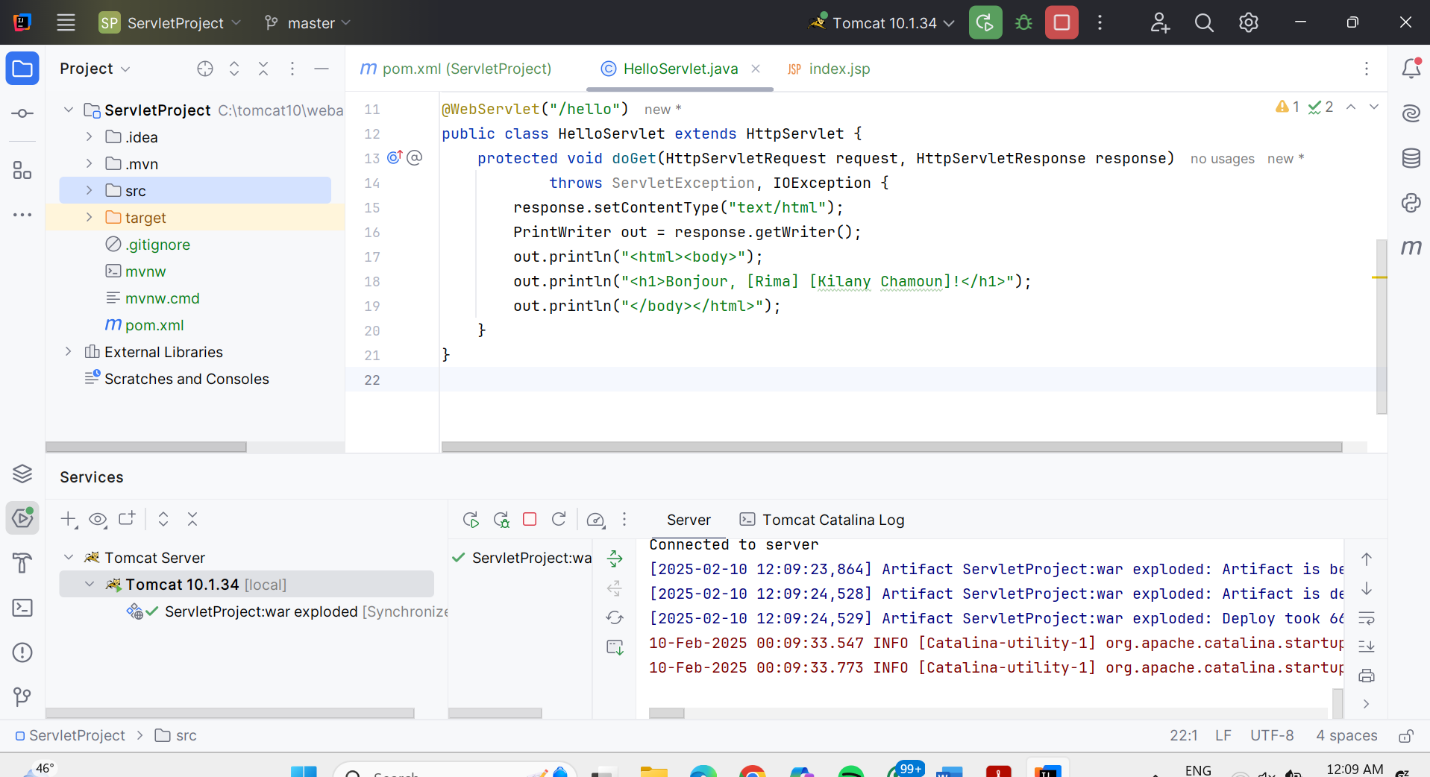 SP ServletProject master Tomcat 10.1.34
Project
m pom.xml (ServletProject) HelloServlet.java JSP index.jsp
ServletProject C:\tomcat10\weba
.idea
.mvn
src
target
.gitignore
mvnw
mvnw.cmd
m pom.xml
External Libraries
Scratches and Consoles
1 2
11 @WebServlet("/hello") new *
12 public class HelloServlet extends HttpServlet {
13 protected void doGet(HttpServletRequest request, HttpServletResponse response) no usages new *
14 throws ServletException, IOException {
15 response.setContentType("text/html");
16 PrintWriter out = response.getWriter();
17 out.println("<html><body>");
18 out.println("<h1>Bonjour, [Rima] [Kilany Chamoun]!</h1>");
19 out.println("</body></html>");
20 }
21 }
22
Services
Tomcat Server
Tomcat 10.1.34 [local]
ServletProject:war exploded [Synchronize
ServletProject:wa
Server Tomcat Catalina Log
Connected to server
[2025-02-10 12:09:23,864] Artifact ServletProject:war exploded: Artifact is be
[2025-02-10 12:09:24,528] Artifact ServletProject:war exploded: Artifact is de
[2025-02-10 12:09:24,529] Artifact ServletProject:war exploded: Deploy took 66
10-Feb-2025 00:09:33.547 INFO [Catalina-utility-1] org.apache.catalina.startup
10-Feb-2025 00:09:33.773 INFO [Catalina-utility-1] org.apache.catalina.startup
ServletProject > src 22:1 LF UTF-8 4 spaces
46° Search 99+ ENG 12:09 AM